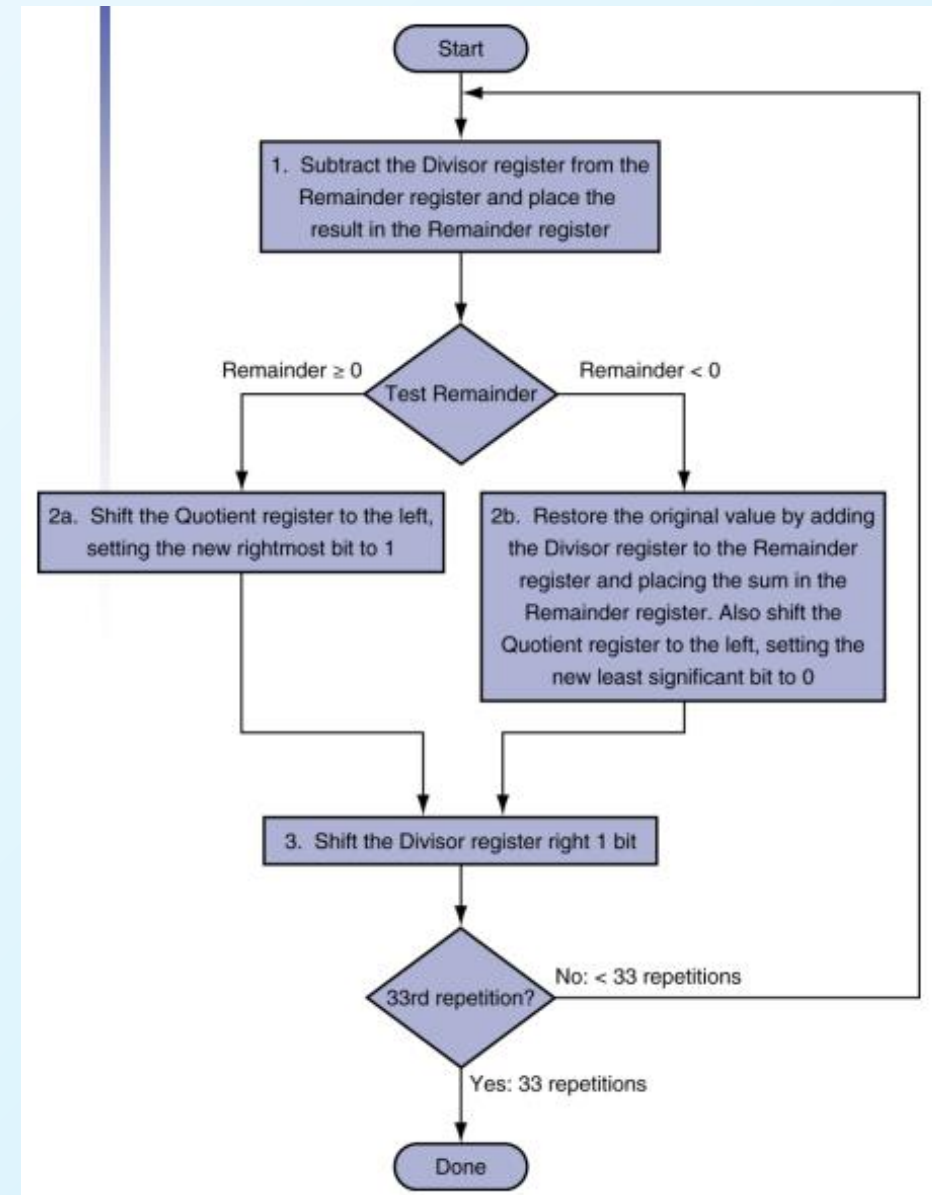 Start
1. Subtract the Divisor register from the
Remainder register and place the
result in the Remainder register
Test Remainder
Remainder ≥ 0
Remainder < 0
2a. Shift the Quotient register to the left,
setting the new rightmost bit to 1
2b. Restore the original value by adding
the Divisor register to the Remainder
register and placing the sum in the
Remainder register. Also shift the
Quotient register to the left, setting the
new least significant bit to 0
3. Shift the Divisor register right 1 bit
33rd repetition?
No: < 33 repetitions
Yes: 33 repetitions
Done